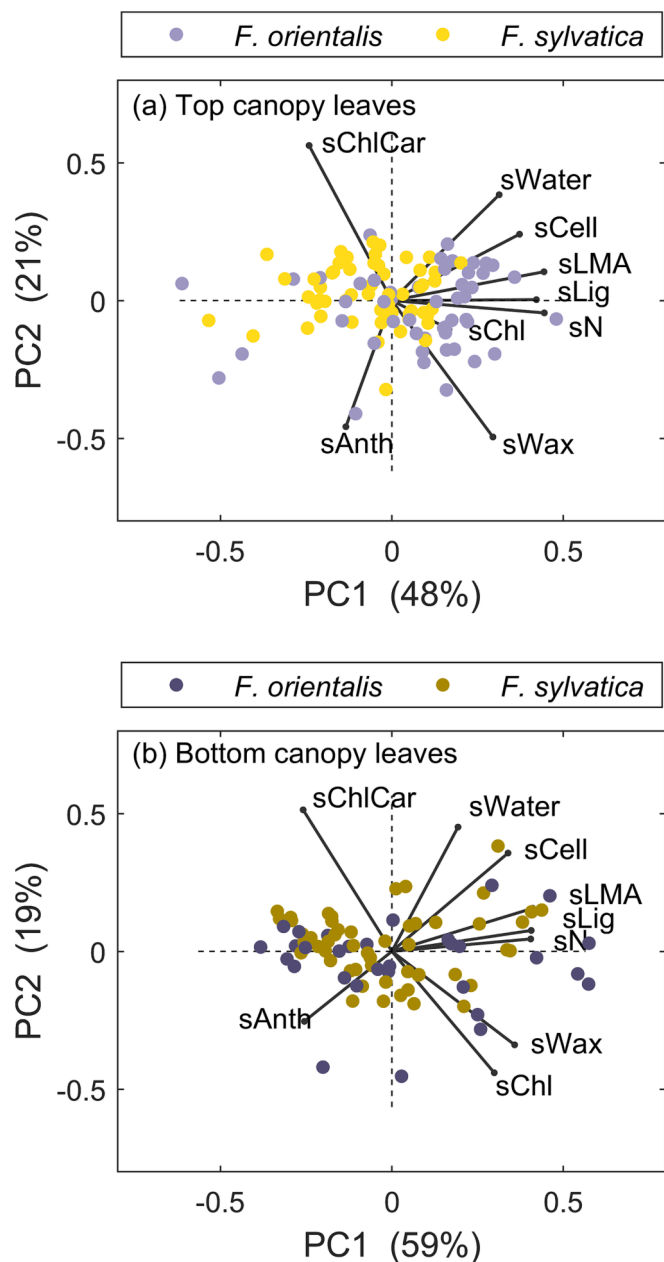 F. orientalis F. sylvatica
(a) Top canopy leaves
sChlCar
sWater
0.5
sCell
sLMA
sLig
0
sN
sChl
sAnth
sWax
-0.5
PC2 (21%)
-0.5 0 0.5
PC1 (48%)
F. orientalis F. sylvatica
(b) Bottom canopy leaves
sChlCar
sWater
0.5
sCell
sLMA
sLig
sN
0
sAnth
sWax
sChl
-0.5
PC2 (19%)
-0.5 0 0.5
PC1 (59%)